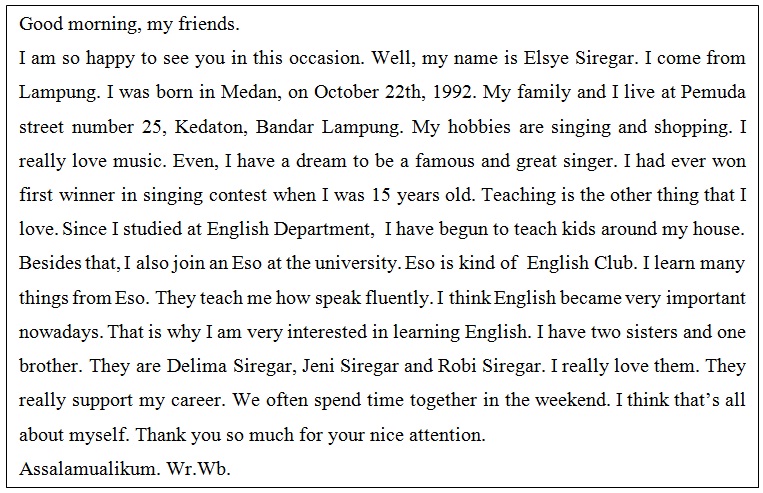 Good morning, my friends.
I am so happy to see you in this occasion. Well, my name is Elsye Siregar. I come from
Lampung. I was born in Medan, on October 22th, 1992. My family and I live at Pemuda
street number 25, Kedaton, Bandar Lampung. My hobbies are singing and shopping. I
really love music. Even, I have a dream to be a famous and great singer. I had ever won
first winner in singing contest when I was 15 years old. Teaching is the other thing that I
love. Since I studied at English Department, I have begun to teach kids around my house.
Besides that, I also join an Eso at the university. Eso is kind of English Club. I learn many
things from Eso. They teach me how speak fluently. I think English became very important
nowadays. That is why I am very interested in learning English. I have two sisters and one
brother. They are Delima Siregar, Jeni Siregar and Robi Siregar. I really love them. They
really support my career. We often spend time together in the weekend. I think that’s all
about myself. Thank you so much for your nice attention.
Assalamualikum. Wr.Wb.